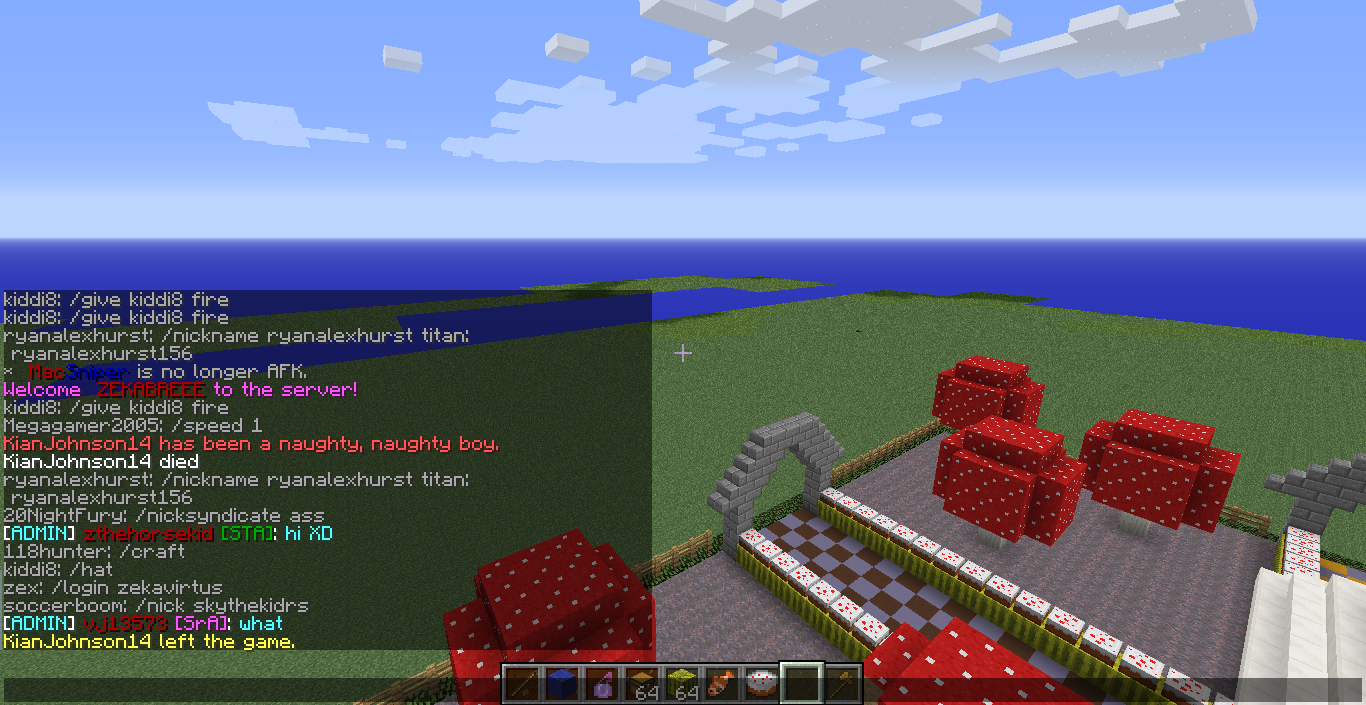 kiddi8: /give kiddi8 fire
kiddi8: /give kiddi8 fire
ryanalexhurst: /nickname ryanalexhurst titan:
ryanalexhurst156
* MacSniper is no longer AFK.
Welcome ZEKABREEE to the server!
kiddi8: /give kiddi8 fire
Megagamer2005: /speed 1
KianJohnson14 has been a naughty, naughty boy.
KianJohnson14 died
ryanalexhurst: /nickname ryanalexhurst titan:
ryanalexhurst156
20NightFury: /nicksyndicate ass
[ADMIN] zthehorsekid [STA]: hi XD
118hunter: /craft
kiddi8: /hat
zex: /login zekavirtus
soccerboom: /nick skythekidrs
[ADMIN] vj13573 [SrA]: what
KianJohnson14 left the game.
64 64